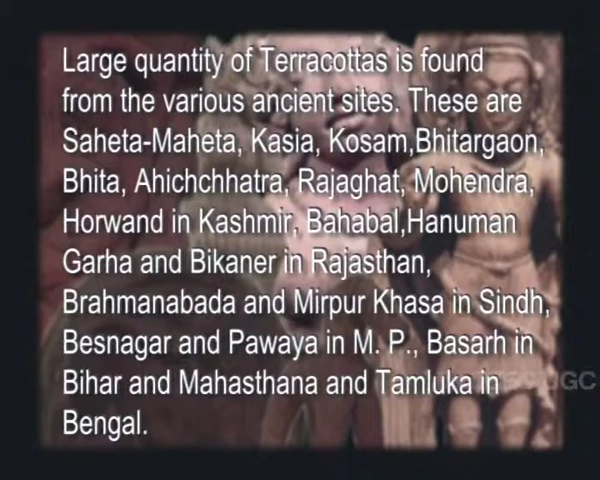 Large quantity of Terracottas is found
from the various ancient sites. These are
Saheta-Maheta, Kasia, Kosam,Bhitargaon,
Bhita, Ahichchhatra, Rajaghat, Mohendra,
Horwand in Kashmir, Bahabal,Hanuman
Garha and Bikaner in Rajasthan,
Brahmanabada and Mirpur Khasa in Sindh,
Besnagar and Pawaya in M. P., Basarh in
Bihar and Mahasthana and Tamluka in
Bengal.